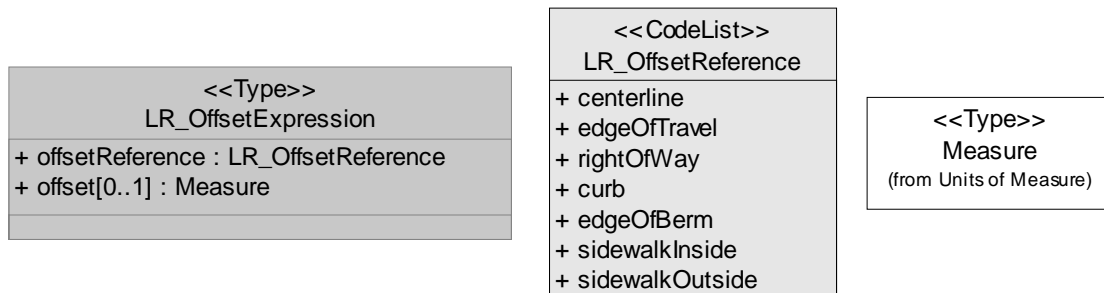 <<Type>>
LR_OffsetExpression
+ offsetReference : LR_OffsetReference
+ offset[0..1] : Measure
<<CodeList>>
LR_OffsetReference
+ centerline
+ edgeOfTravel
+ rightOfWay
+ curb
+ edgeOfBerm
+ sidewalkInside
+ sidewalkOutside
<<Type>>
Measure
(from Units of Measure)